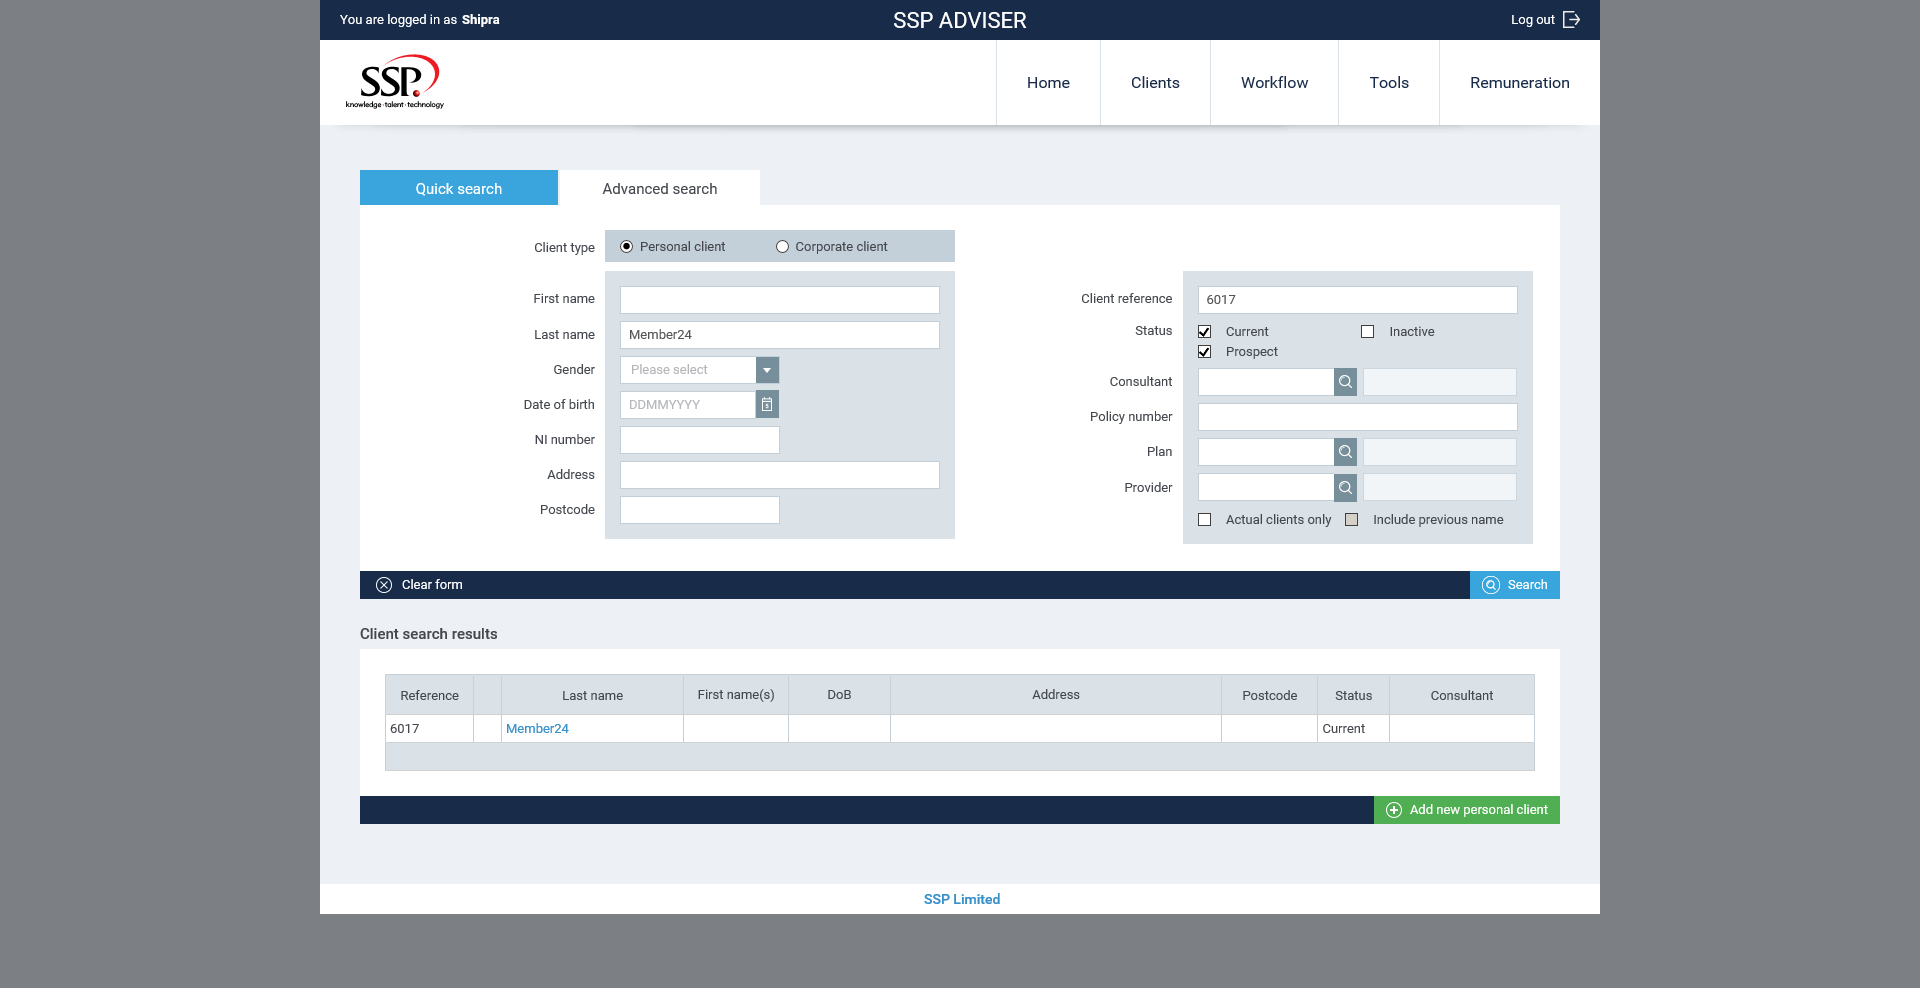 You are logged in as Shipra
SSP ADVISER
Log out
SSP.
knowledge · talent · technology
Home
Clients
Workflow
Tools
Remuneration
Quick search
Advanced search
Client type
Personal client
Corporate client
First name
Last name
Member24
Gender
Please select
Date of birth
DDMMYYYY
NI number
Address
Postcode
Client reference
6017
Status
Current
Inactive
Prospect
Consultant
Policy number
Plan
Provider
Actual clients only
Include previous name
Clear form
Search
Client search results
Reference Last name First name(s) DoB Address Postcode Status Consultant
6017 Member24 Current
Add new personal client
SSP Limited